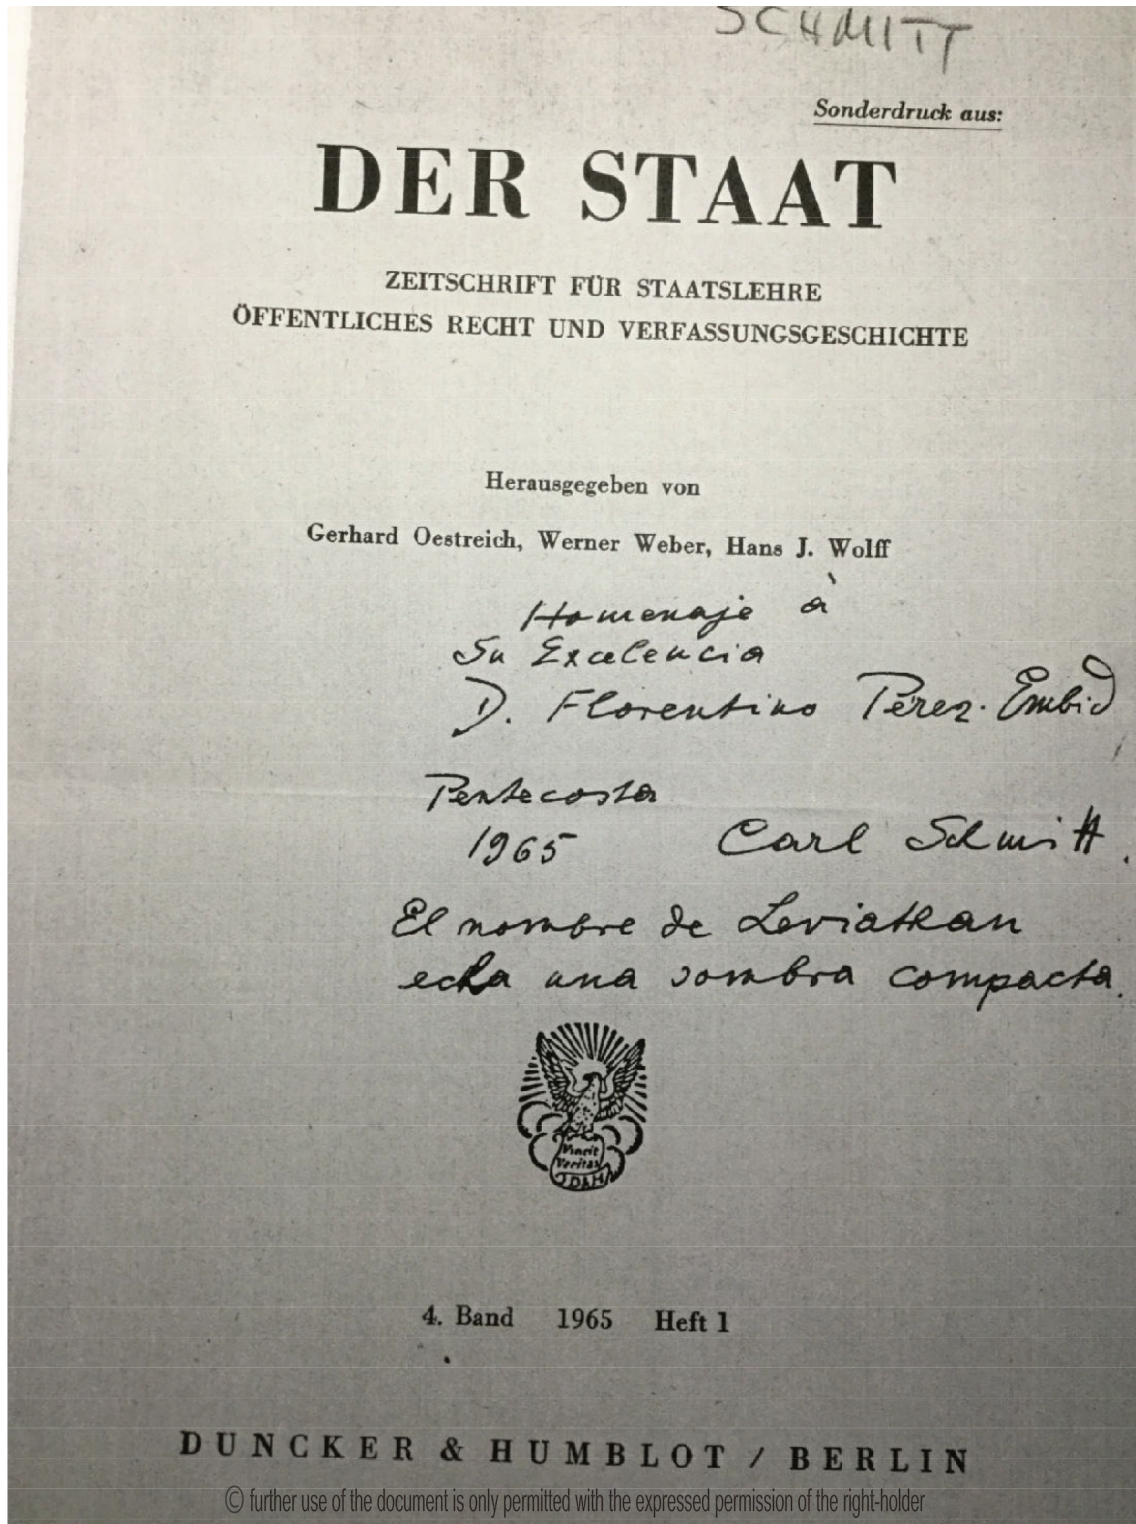 SCHMITT
Sonderdruck aus:
DER STAAT
ZEITSCHRIFT FÜR STAATSLEHRE
ÖFFENTLICHES RECHT UND VERFASSUNGSGESCHICHTE
Herausgegeben von
Gerhard Oestreich, Werner Weber, Hans J. Wolff
Homenaje à
Su Excelencia
D. Florentino Pérez-Embid
Pentecosta
1965 Carl Schmitt.
El nombre de Leviathan
echa una sombra compacta.
Vincit
Veritas
D&H
4. Band 1965 Heft 1
DUNCKER & HUMBLOT / BERLIN
© further use of the document is only permitted with the expressed permission of the right-holder